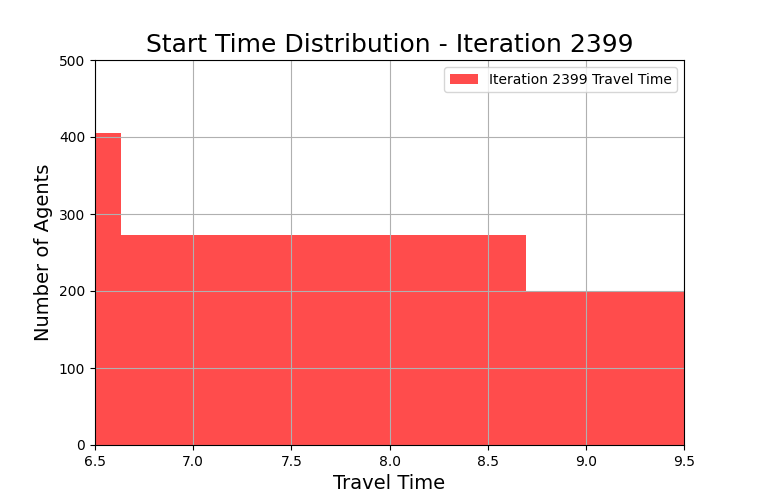 Start Time Distribution - Iteration 2399
Iteration 2399 Travel Time
Number of Agents
500
400
300
200
100
0
6.5 7.0 7.5 8.0 8.5 9.0 9.5
Travel Time